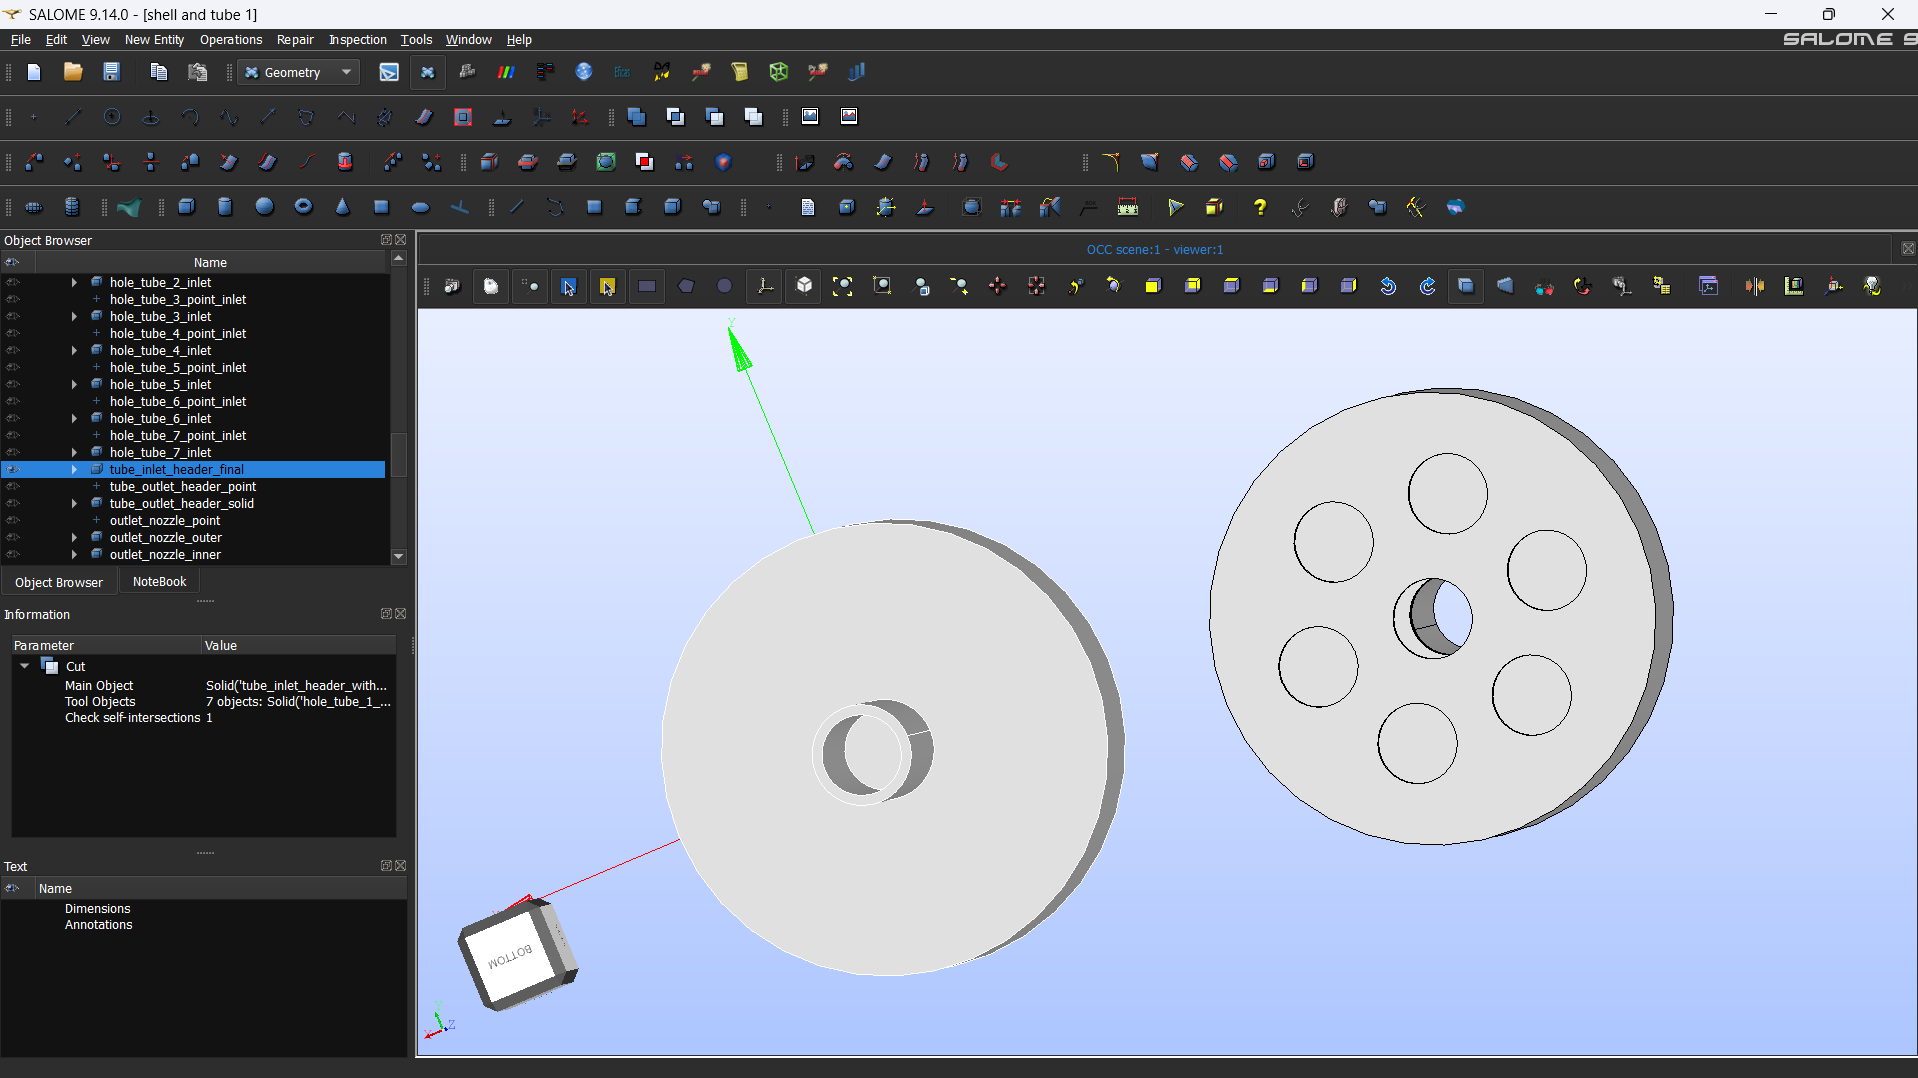 SALOME 9.14.0 - [shell and tube 1]
File Edit View New Entity Operations Repair Inspection Tools Window Help
SALOME 9
Geometry
Object Browser
Name
hole_tube_2_inlet
hole_tube_3_point_inlet
hole_tube_3_inlet
hole_tube_4_point_inlet
hole_tube_4_inlet
hole_tube_5_point_inlet
hole_tube_5_inlet
hole_tube_6_point_inlet
hole_tube_6_inlet
hole_tube_7_point_inlet
hole_tube_7_inlet
tube_inlet_header_final
tube_outlet_header_point
tube_outlet_header_solid
outlet_nozzle_point
outlet_nozzle_outer
outlet_nozzle_inner
Object Browser NoteBook
Information
Parameter Value
Cut
Main Object Solid('tube_inlet_header_with...
Tool Objects 7 objects: Solid('hole_tube_1_...
Check self-intersections 1
Text
Name
Dimensions
Annotations
OCC scene:1 - viewer:1
Y
BOTTOM
Y
X
Z